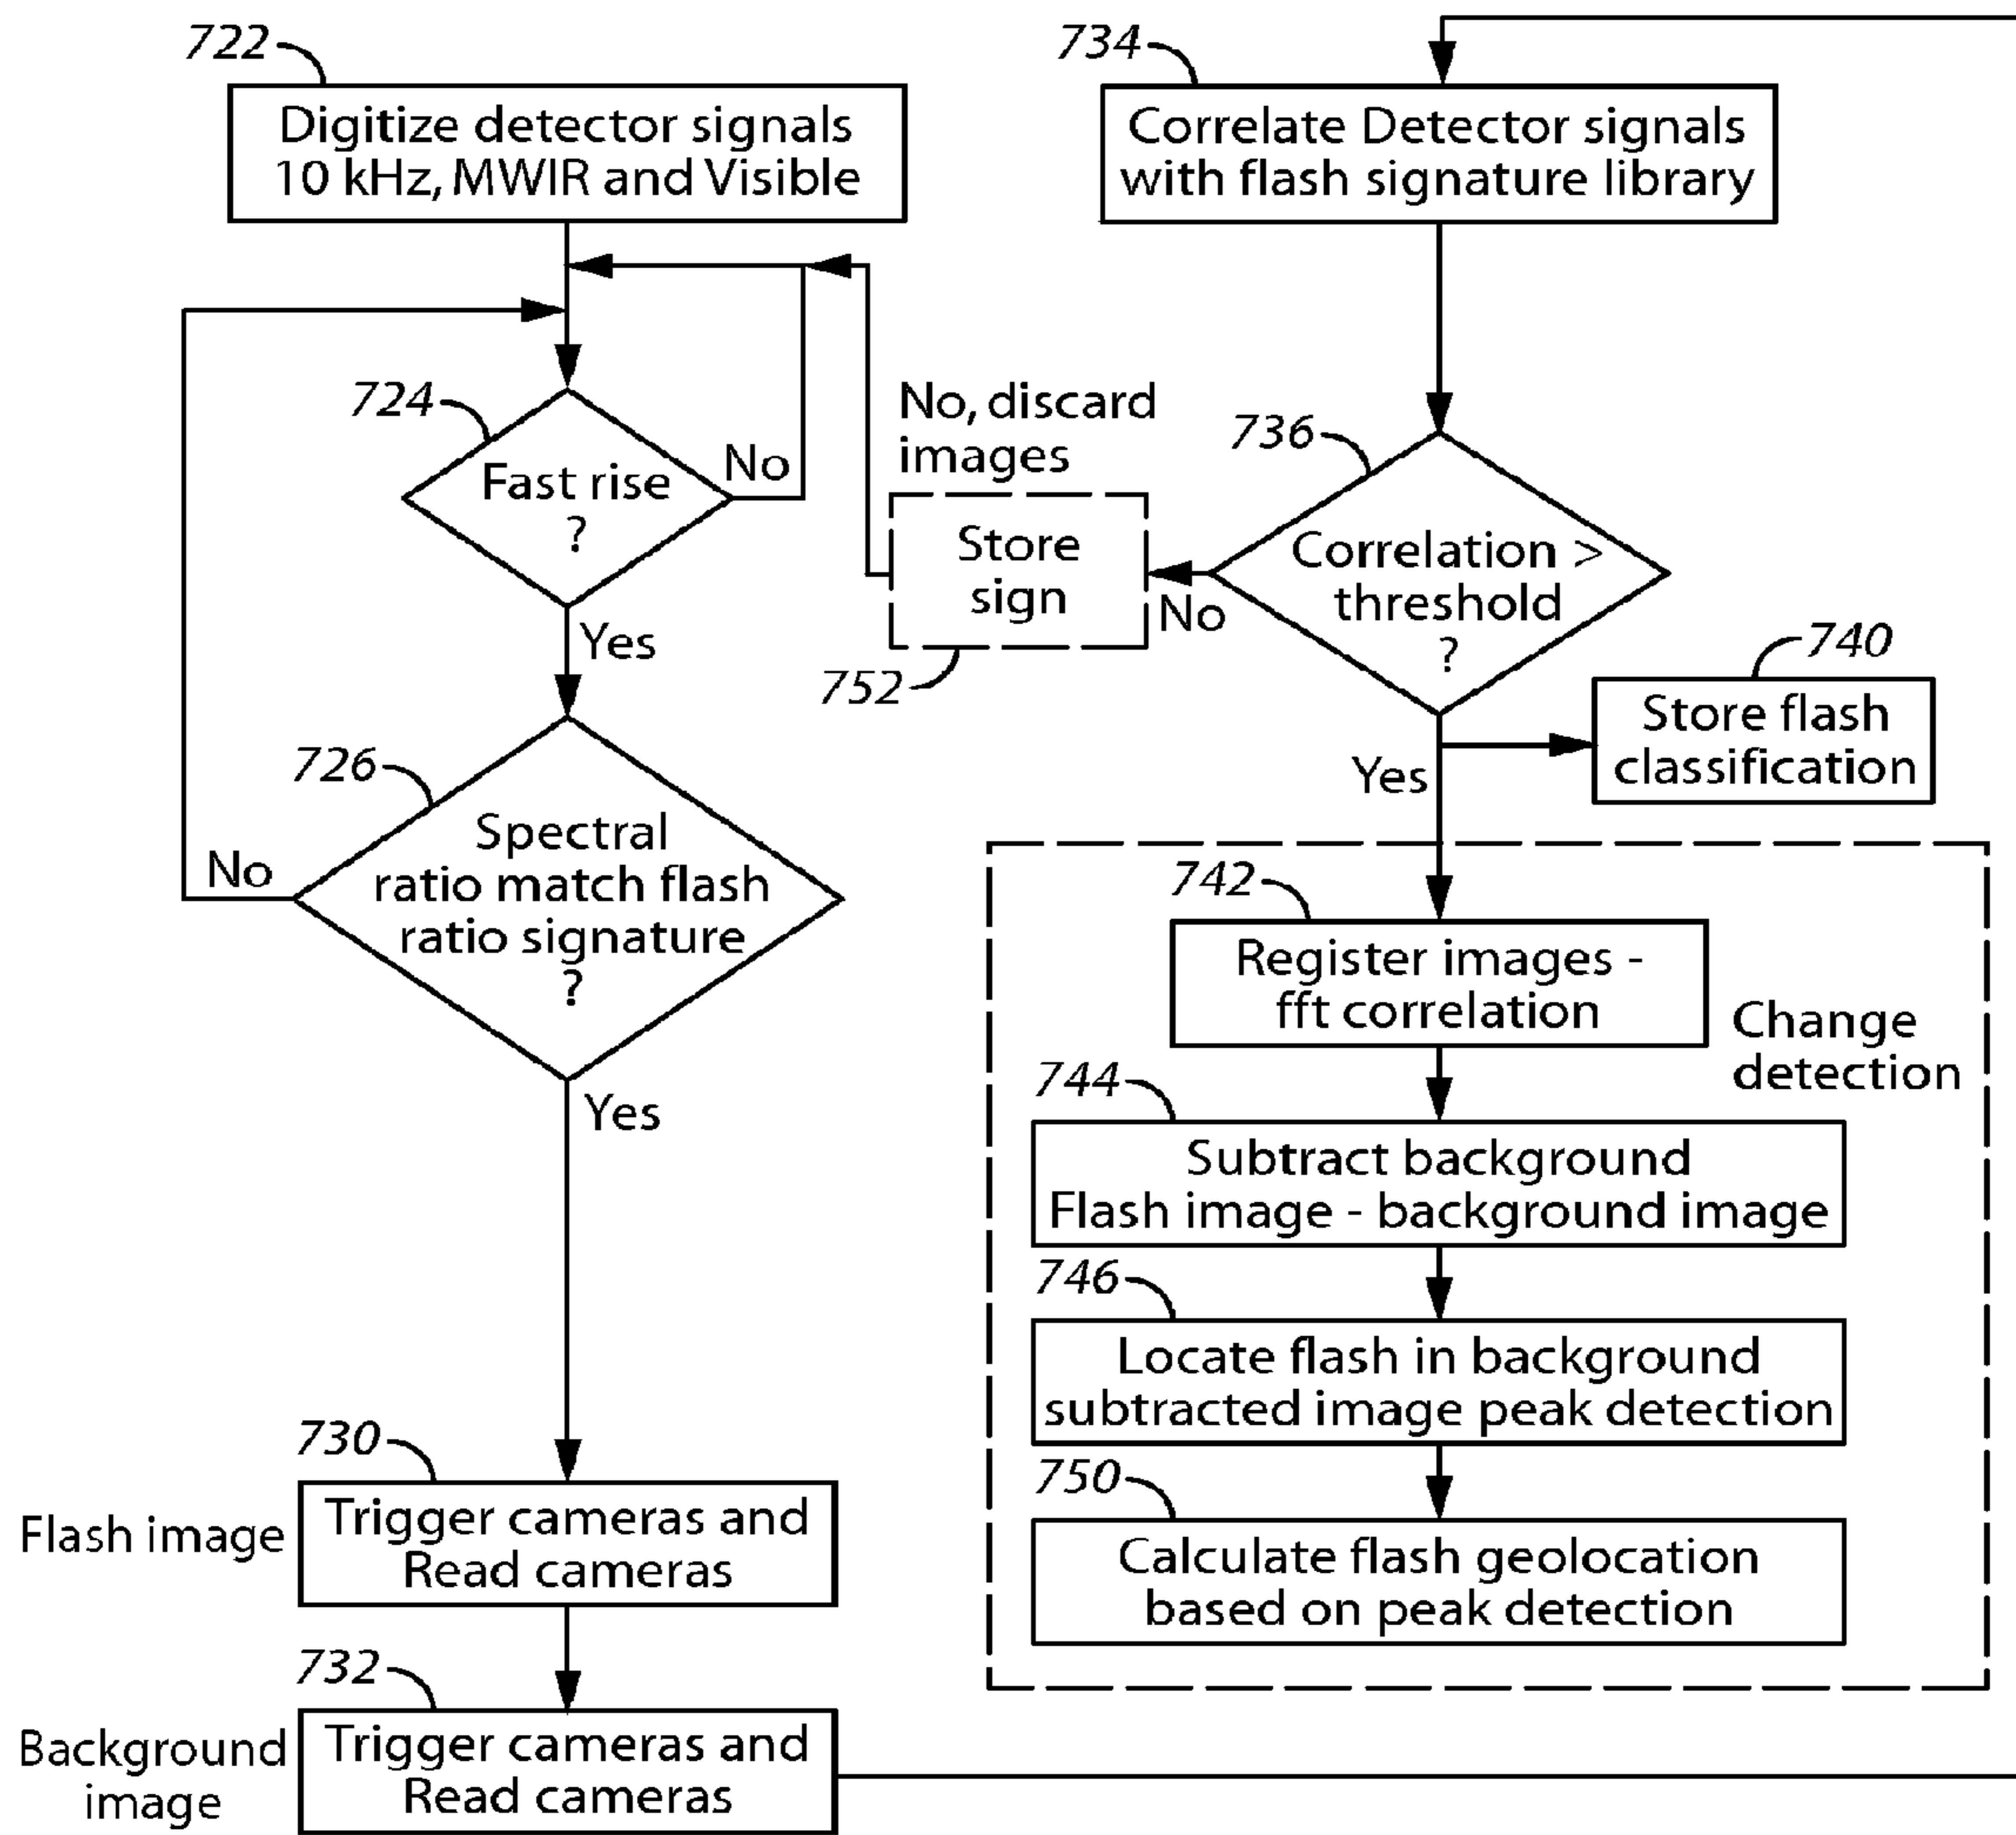 722
Digitize detector signals
10 kHz, MWIR and Visible
724
Fast rise
?
No
Yes
726
Spectral
ratio match flash
ratio signature
?
No
Yes
730
Flash image
Trigger cameras and
Read cameras
732
Background
image
Trigger cameras and
Read cameras
734
Correlate Detector signals
with flash signature library
736
Correlation >
threshold
?
No
No, discard
images
Store
sign
752
Yes
740
Store flash
classification
Change
detection
742
Register images -
fft correlation
744
Subtract background
Flash image - background image
746
Locate flash in background
subtracted image peak detection
750
Calculate flash geolocation
based on peak detection